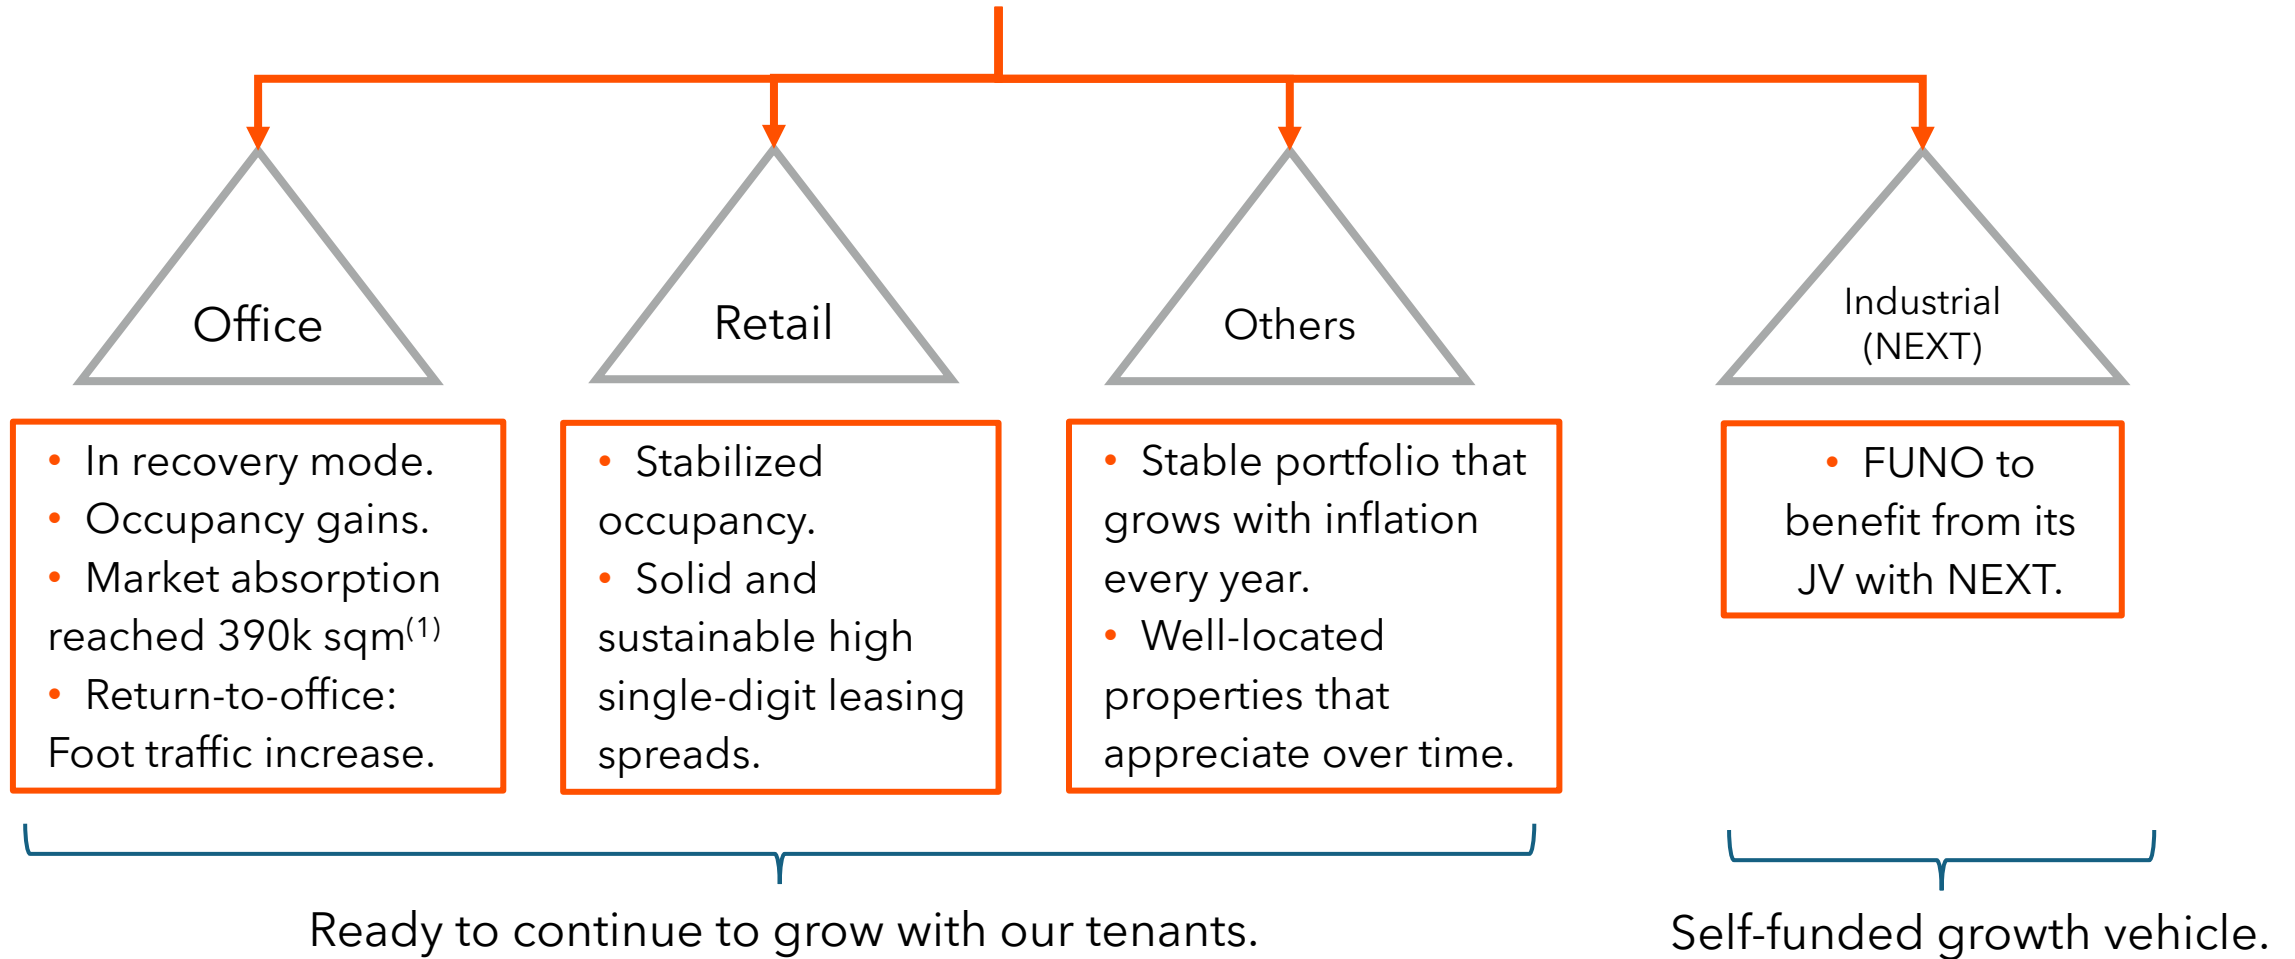 Office
Retail
Others
Industrial
(NEXT)
• In recovery mode.
• Occupancy gains.
• Market absorption
reached 390k sqm(1)
• Return-to-office:
Foot traffic increase.
• Stabilized
occupancy.
• Solid and
sustainable high
single-digit leasing
spreads.
• Stable portfolio that
grows with inflation
every year.
• Well-located
properties that
appreciate over time.
• FUNO to
benefit from its
JV with NEXT.
Ready to continue to grow with our tenants.
Self-funded growth vehicle.